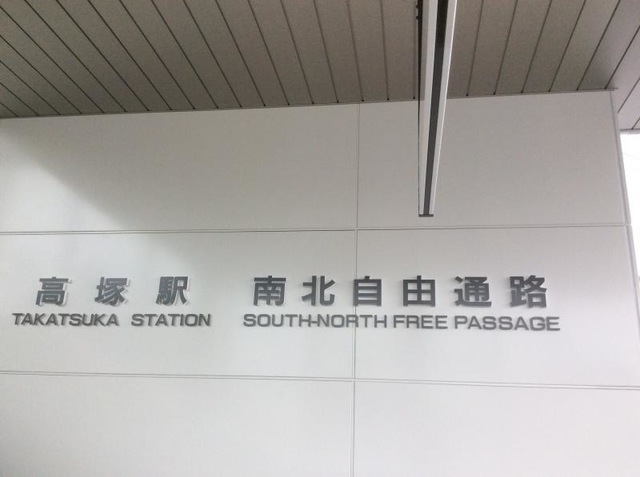 高塚駅 南北自由通路
TAKATSUKA STATION SOUTH-NORTH FREE PASSAGE